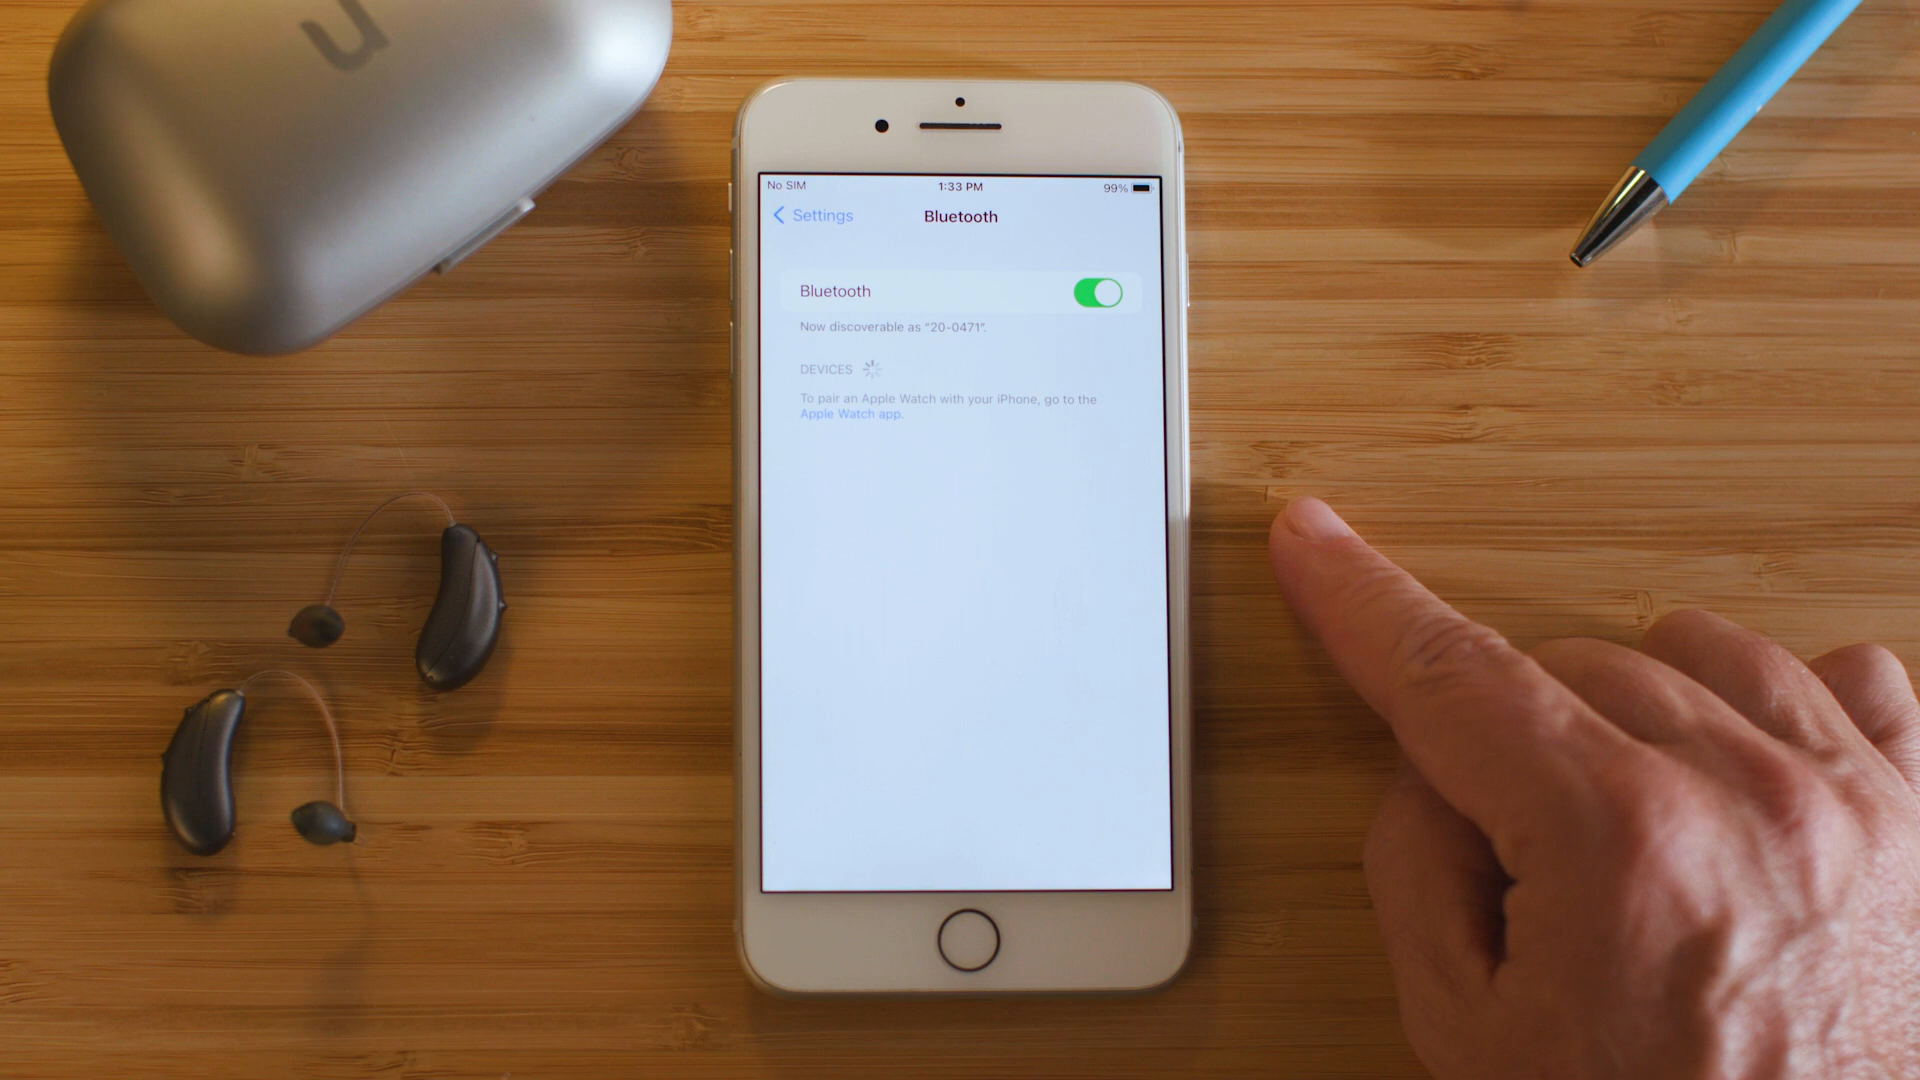 No SIM 1:33 PM 99%
Settings Bluetooth
Bluetooth
Now discoverable as “20-0471”.
DEVICES
To pair an Apple Watch with your iPhone, go to the
Apple Watch app.